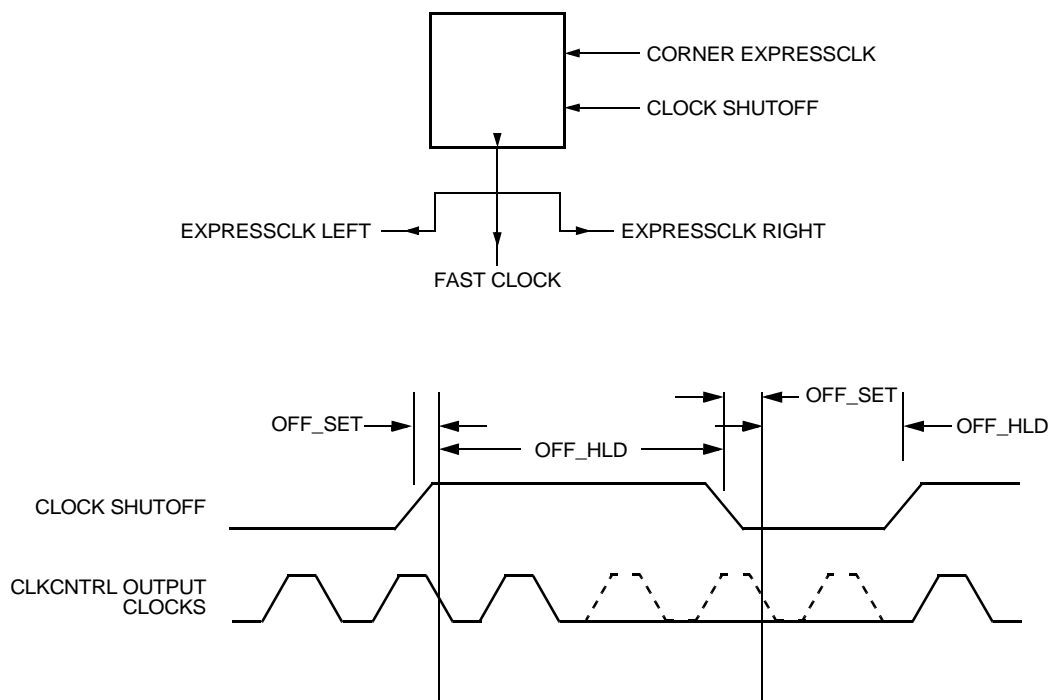 CORNER EXPRESSCLK
CLOCK SHUTOFF
EXPRESSCLK LEFT
EXPRESSCLK RIGHT
FAST CLOCK
OFF_SET
OFF_SET
OFF_HLD
OFF_HLD
CLOCK SHUTOFF
CLKCNTRL OUTPUT
CLOCKS